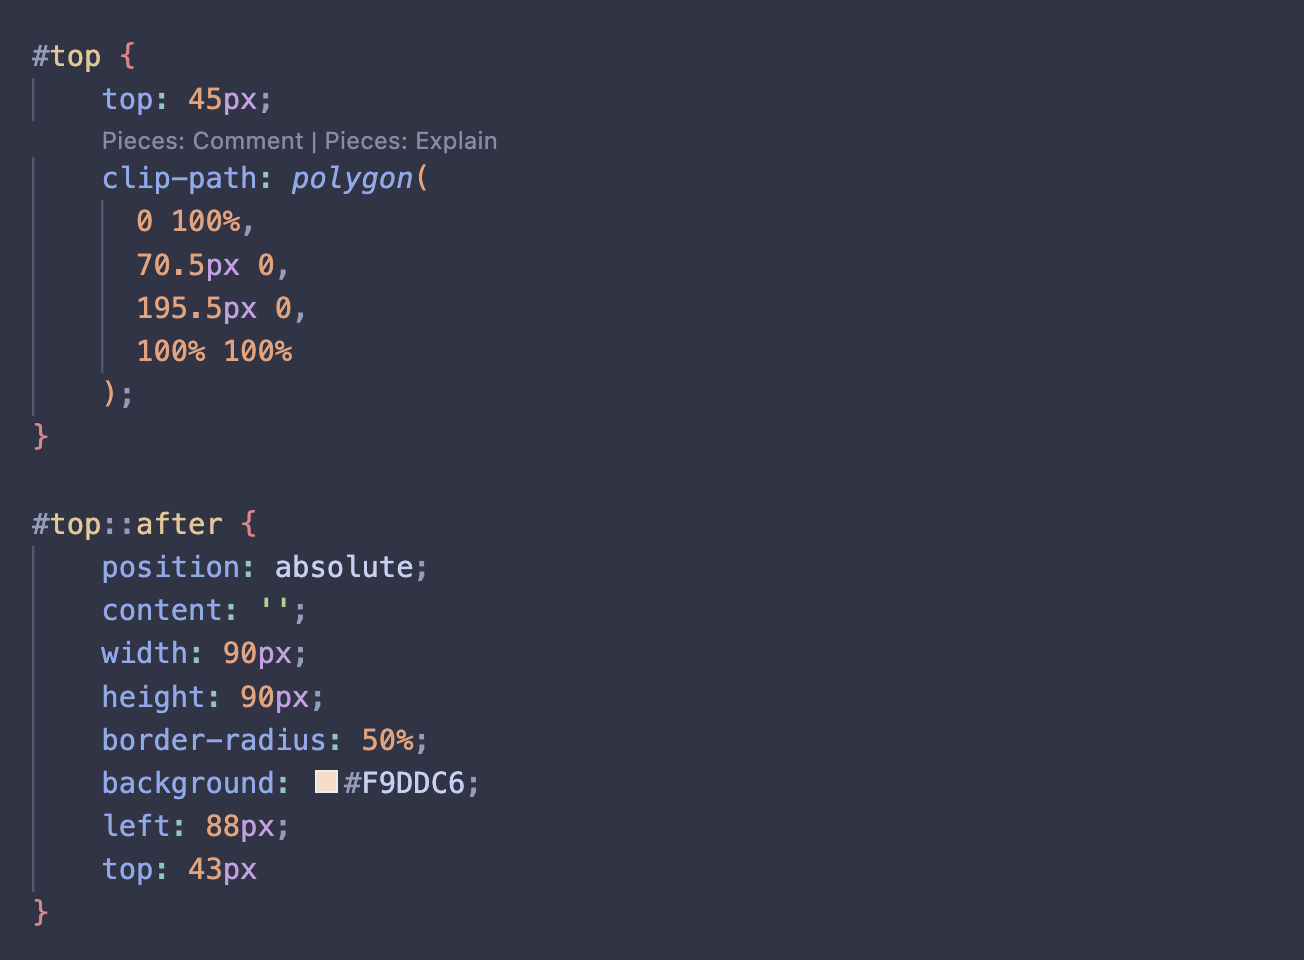 #top {
top: 45px;
Pieces: Comment | Pieces: Explain
clip-path: polygon(
0 100%,
70.5px 0,
195.5px 0,
100% 100%
);
}
#top::after {
position: absolute;
content: '';
width: 90px;
height: 90px;
border-radius: 50%;
background: #F9DDC6;
left: 88px;
top: 43px
}